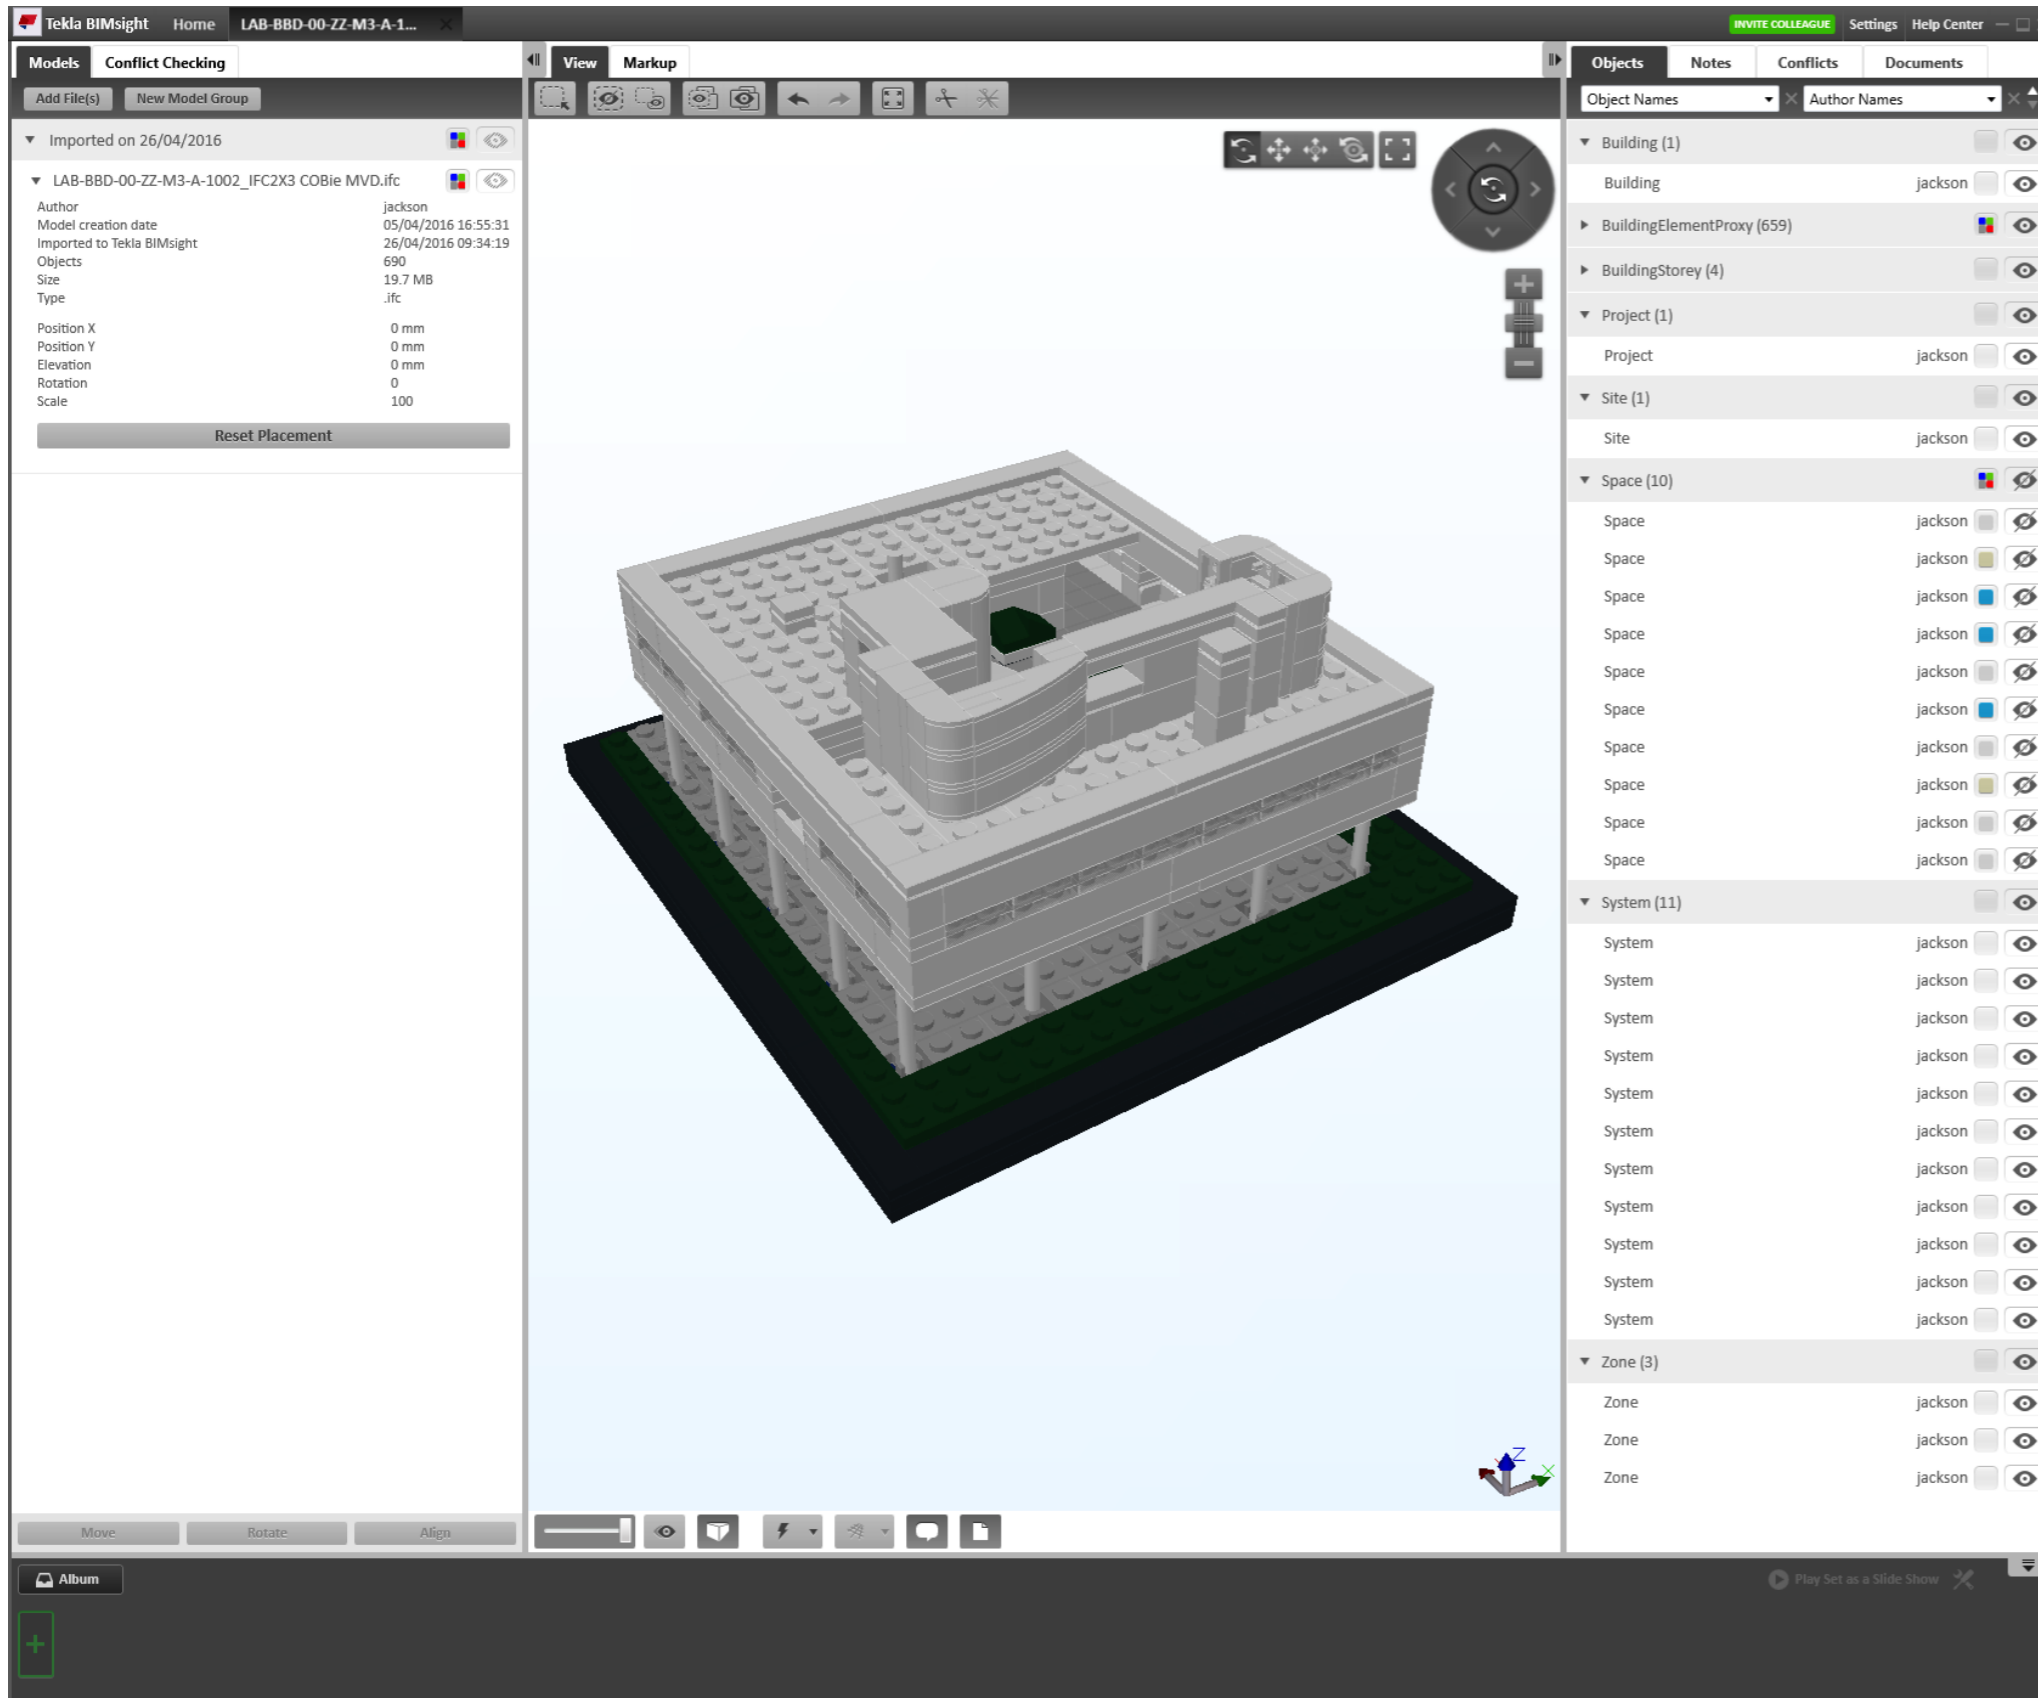 Tekla BIMsight Home LAB-BBD-00-ZZ-M3-A-1...
INVITE COLLEAGUE Settings Help Center
Models Conflict Checking
Add File(s) New Model Group
Imported on 26/04/2016
LAB-BBD-00-ZZ-M3-A-1002_IFC2X3 COBie MVD.ifc
Author jackson
Model creation date 05/04/2016 16:55:31
Imported to Tekla BIMsight 26/04/2016 09:34:19
Objects 690
Size 19.7 MB
Type .ifc
Position X 0 mm
Position Y 0 mm
Elevation 0 mm
Rotation 0
Scale 100
Reset Placement
Move Rotate Align
View Markup
Z
X
Objects Notes Conflicts Documents
Object Names Author Names
Building (1)
Building jackson
BuildingElementProxy (659)
BuildingStorey (4)
Project (1)
Project jackson
Site (1)
Site jackson
Space (10)
Space jackson
Space jackson
Space jackson
Space jackson
Space jackson
Space jackson
Space jackson
Space jackson
Space jackson
Space jackson
System (11)
System jackson
System jackson
System jackson
System jackson
System jackson
System jackson
System jackson
System jackson
System jackson
System jackson
System jackson
Zone (3)
Zone jackson
Zone jackson
Zone jackson
Album
Play Set as a Slide Show